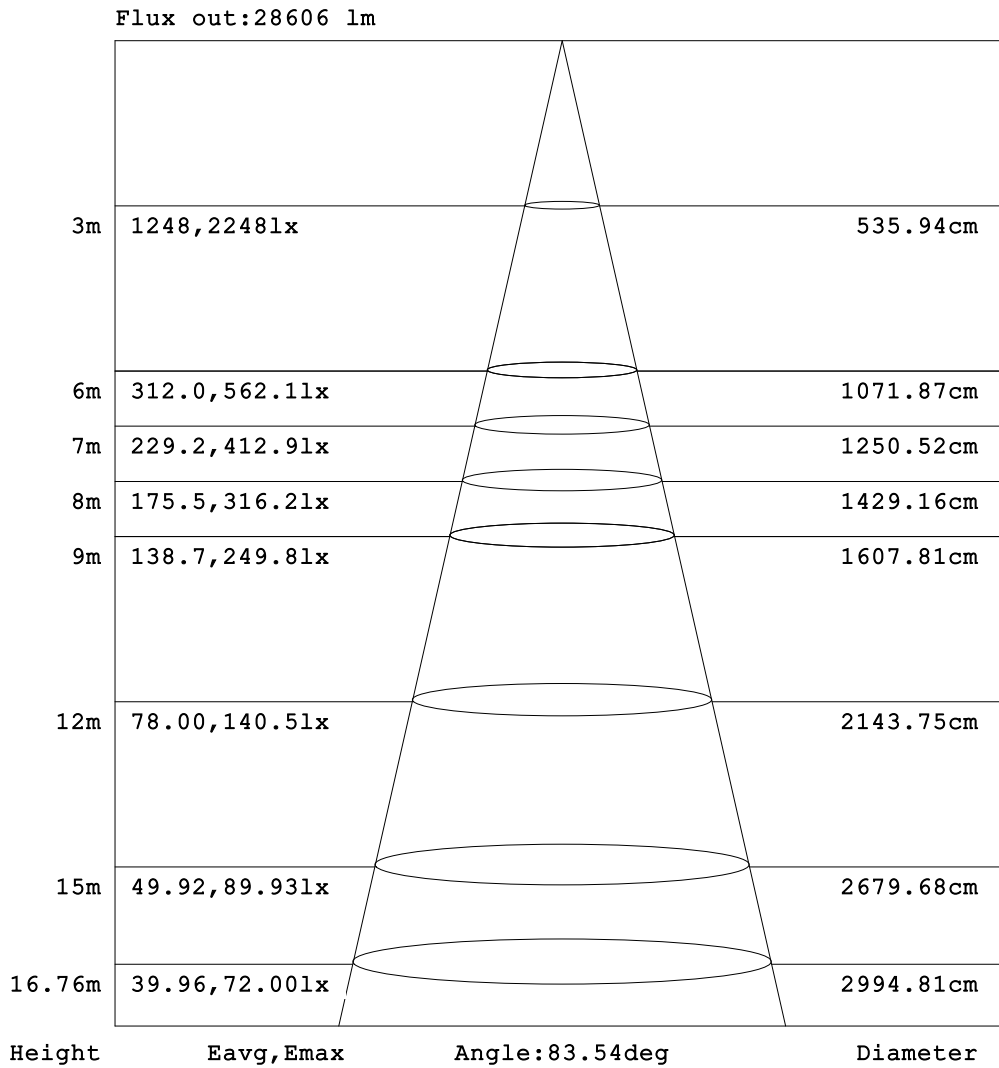 Flux out:28606 lm
3m 1248,2248lx 535.94cm
6m 312.0,562.1lx 1071.87cm
7m 229.2,412.9lx 1250.52cm
8m 175.5,316.2lx 1429.16cm
9m 138.7,249.8lx 1607.81cm
12m 78.00,140.5lx 2143.75cm
15m 49.92,89.93lx 2679.68cm
16.76m 39.96,72.00lx 2994.81cm
Height Eavg,Emax Angle:83.54deg Diameter